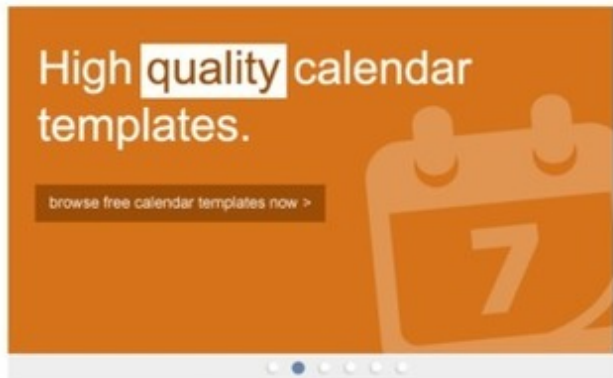 High quality calendar
templates.
browse free calendar templates now >
7